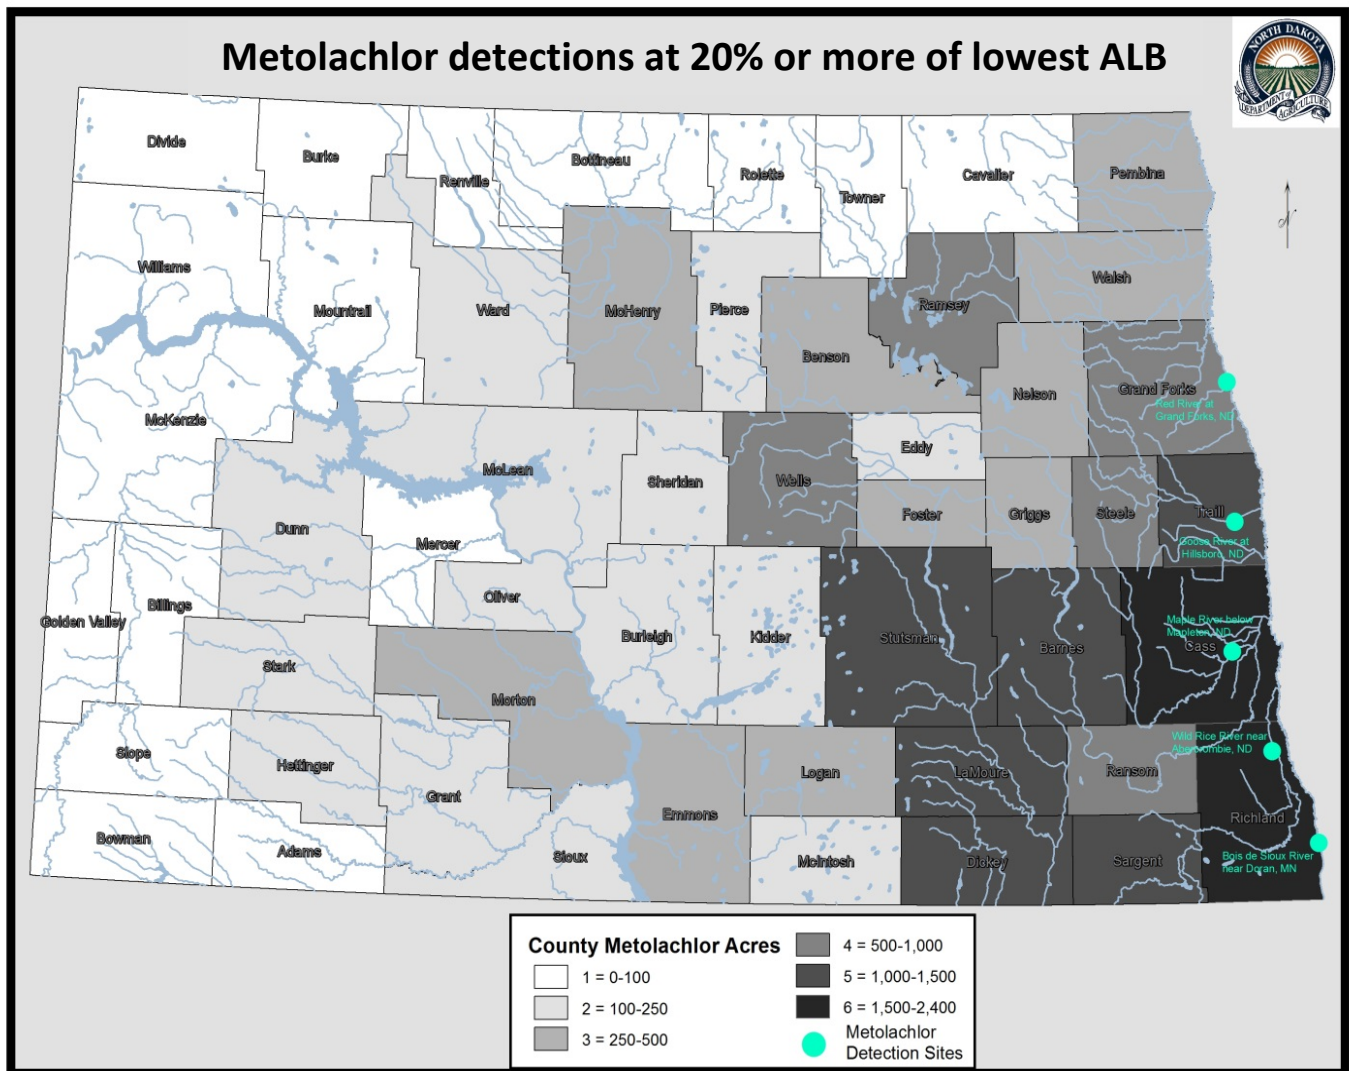 Metolachlor detections at 20% or more of lowest ALB
NORTH DAKOTA
DEPARTMENT of AGRICULTURE
N
Divide
Burke
Renville
Bottineau
Rolette
Towner
Cavalier
Pembina
Williams
Mountrail
Ward
McHenry
Pierce
Benson
Ramsey
Walsh
McKenzie
Nelson
Grand Forks
Red River at
Grand Forks, ND
Dunn
McLean
Mercer
Sheridan
Wells
Eddy
Foster
Griggs
Steele
Traill
Goose River at
Hillsboro, ND
Golden Valley
Billings
Oliver
Burleigh
Kidder
Stutsman
Barnes
Maple River below
Mapleton, ND
Cass
Stark
Morton
Slope
Hettinger
Grant
Emmons
Logan
LaMoure
Ransom
Wild Rice River near
Abercrombie, ND
Richland
Bowman
Adams
Sioux
McIntosh
Dickey
Sargent
Bois de Sioux River
near Doran, MN
County Metolachlor Acres
1 = 0-100
2 = 100-250
3 = 250-500
4 = 500-1,000
5 = 1,000-1,500
6 = 1,500-2,400
Metolachlor
Detection Sites